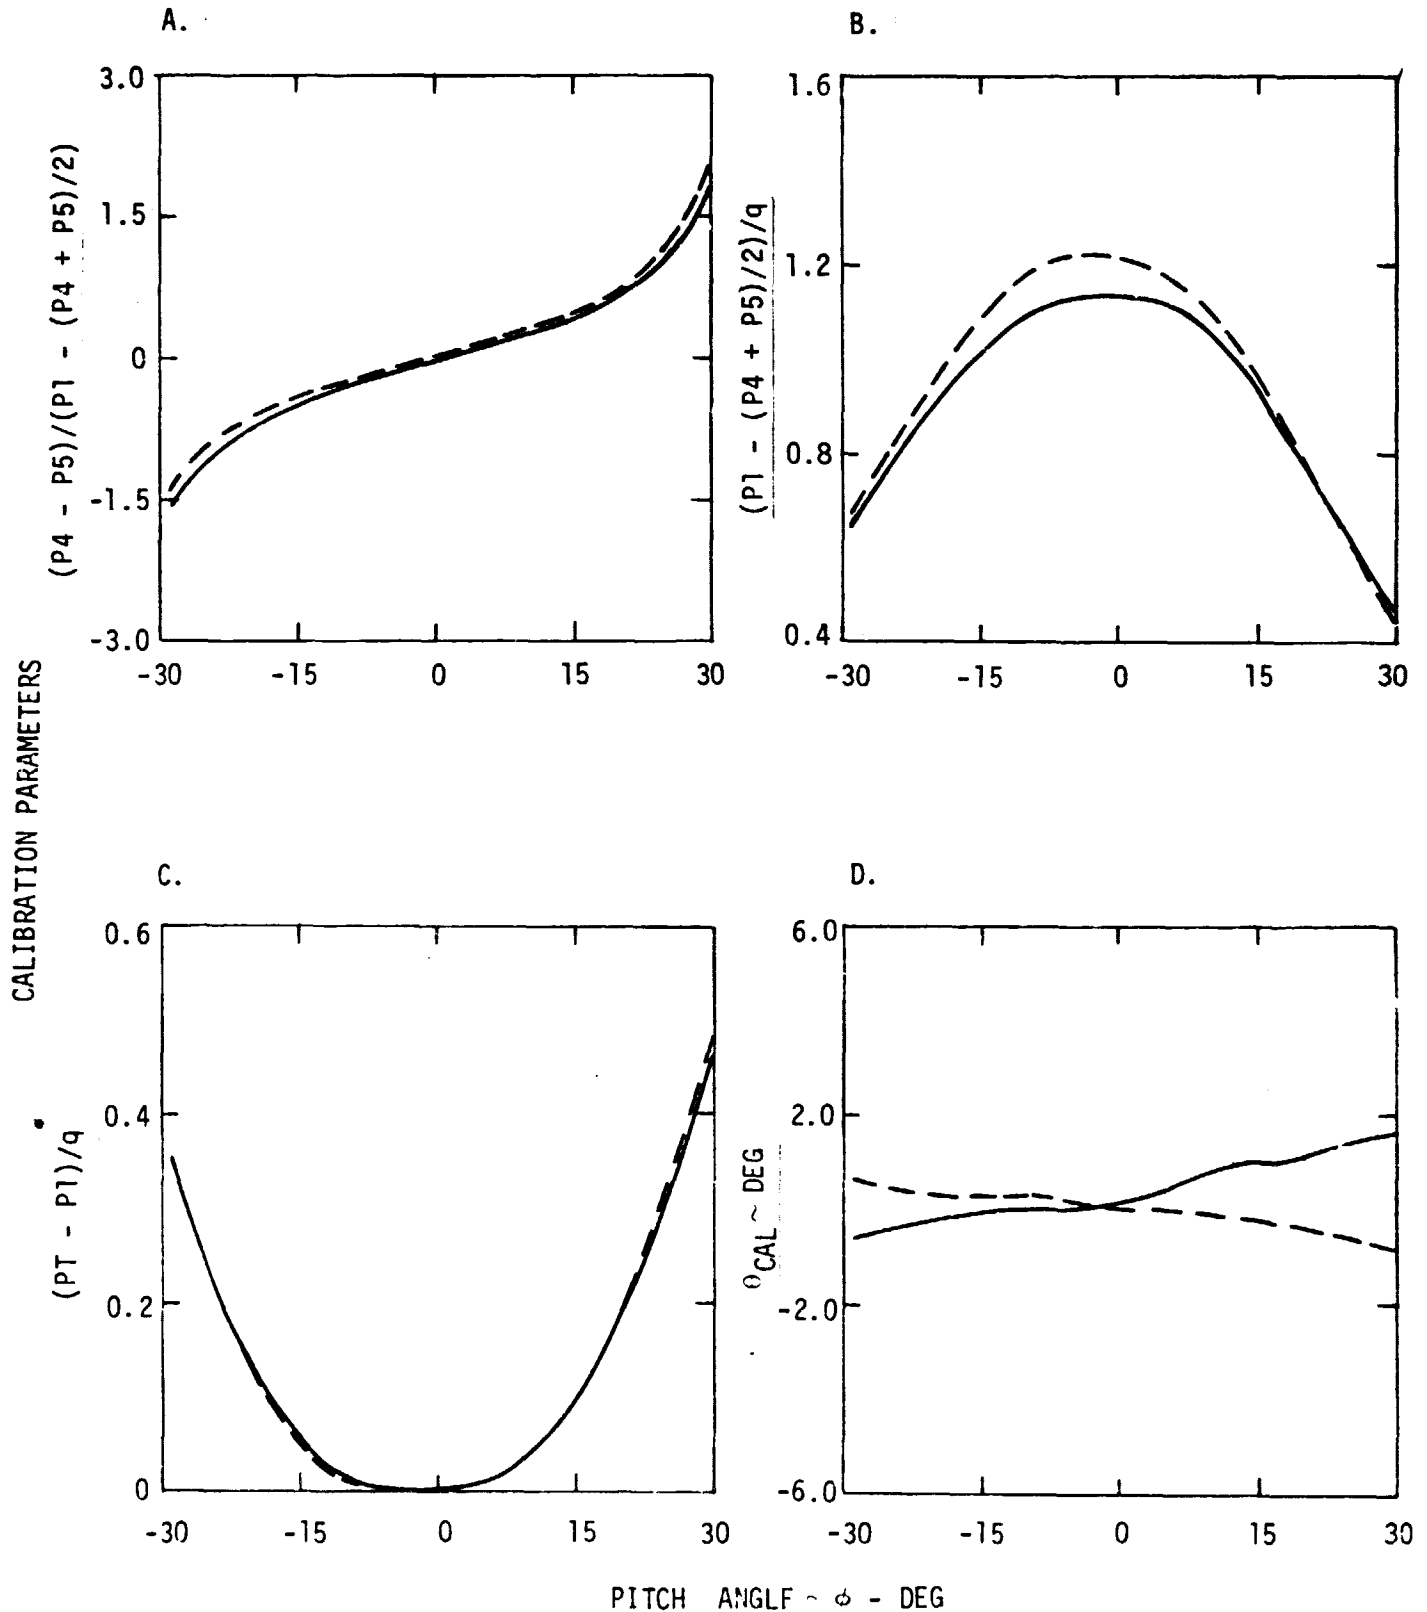 A.
(P4 - P5)/(P1 - (P4 + P5)/2)
3.0
1.5
0
-1.5
-3.0
-30 -15 0 15 30
B.
(P1 - (P4 + P5)/2)/q
1.6
1.2
0.8
0.4
-30 -15 0 15 30
CALIBRATION PARAMETERS
C.
(PT - P1)/q
0.6
0.4
0.2
0
-30 -15 0 15 30
D.
θCAL ~ DEG
6.0
2.0
-2.0
-6.0
-30 -15 0 15 30
PITCH ANGLE ~ ϕ - DEG